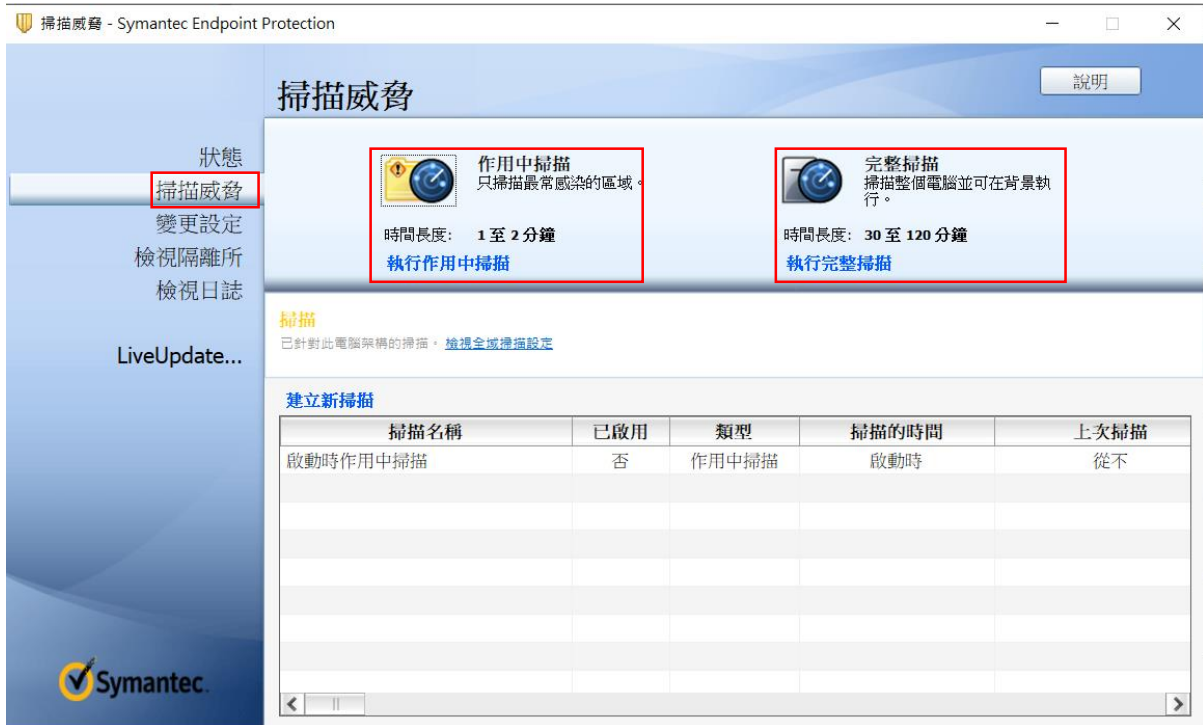 掃描威脅 - Symantec Endpoint Protection
掃描威脅
說明
狀態
掃描威脅
變更設定
檢視隔離所
檢視日誌
LiveUpdate...
作用中掃描
只掃描最常感染的區域。
時間長度: 1 至 2 分鐘
執行作用中掃描
完整掃描
掃描整個電腦並可在背景執
行。
時間長度: 30 至 120 分鐘
執行完整掃描
掃描
已針對此電腦架構的掃描。 檢視全域掃描設定
建立新掃描
掃描名稱 已啟用 類型 掃描的時間 上次掃描
啟動時作用中掃描 否 作用中掃描 啟動時 從不
Symantec.